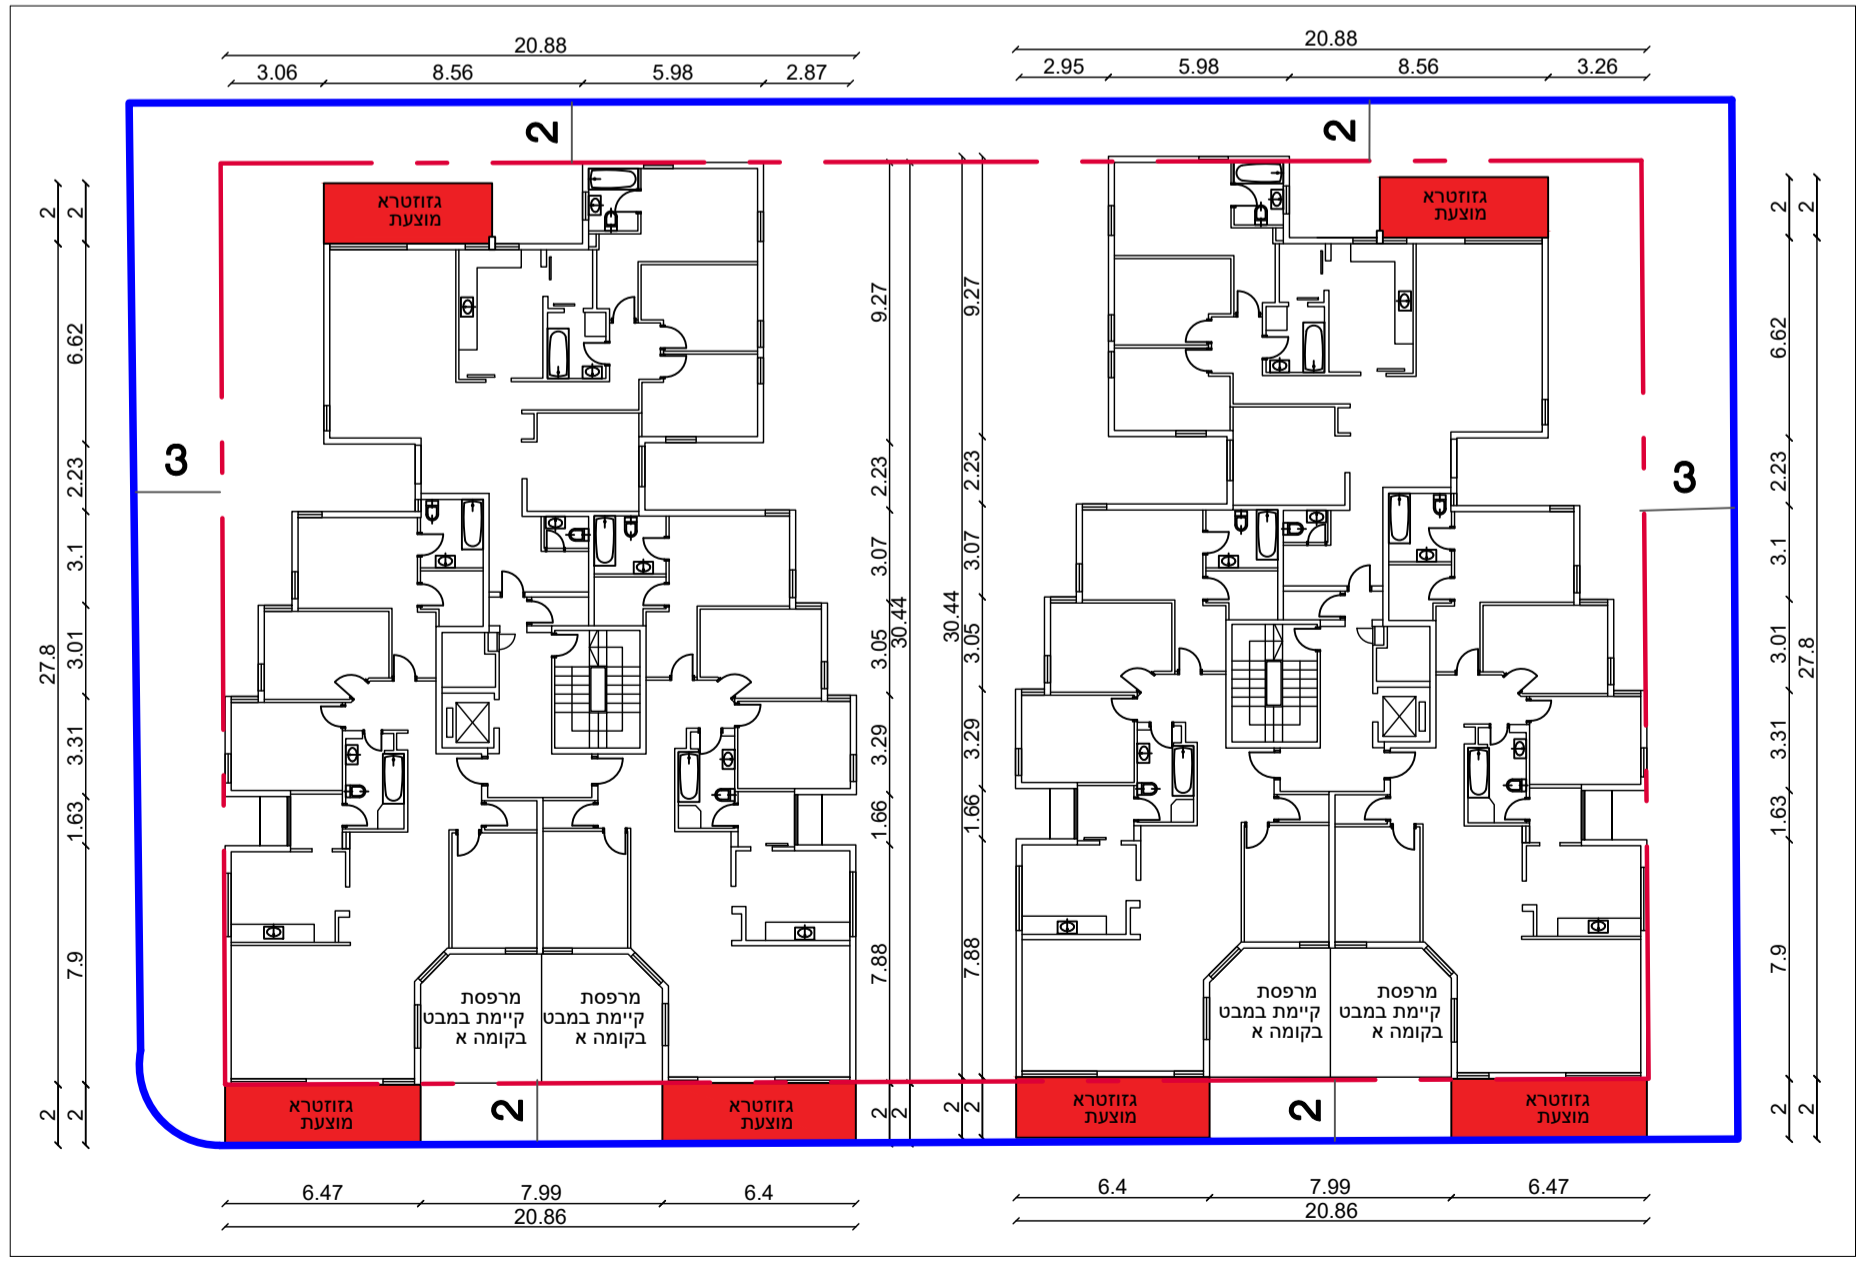 20.88
20.88
3.06
8.56
5.98
2.87
2.95
5.98
8.56
3.26
2
2
2
2
גזוזטרא
מוצעת
גזוזטרא
מוצעת
2
2
6.62
9.27
9.27
6.62
3
3
2.23
2.23
2.23
2.23
3.1
3.07
3.07
3.1
27.8
3.01
3.05
30.44
30.44
3.05
3.01
27.8
3.31
3.29
3.29
3.31
1.63
1.66
1.66
1.63
7.9
7.88
7.88
7.9
מרפסת
קיימת במבט
בקומה א
מרפסת
קיימת במבט
בקומה א
מרפסת
קיימת במבט
בקומה א
מרפסת
קיימת במבט
בקומה א
2
2
גזוזטרא
מוצעת
2
גזוזטרא
מוצעת
2
2
2
2
גזוזטרא
מוצעת
2
גזוזטרא
מוצעת
2
2
6.47
7.99
6.4
6.4
7.99
6.47
20.86
20.86